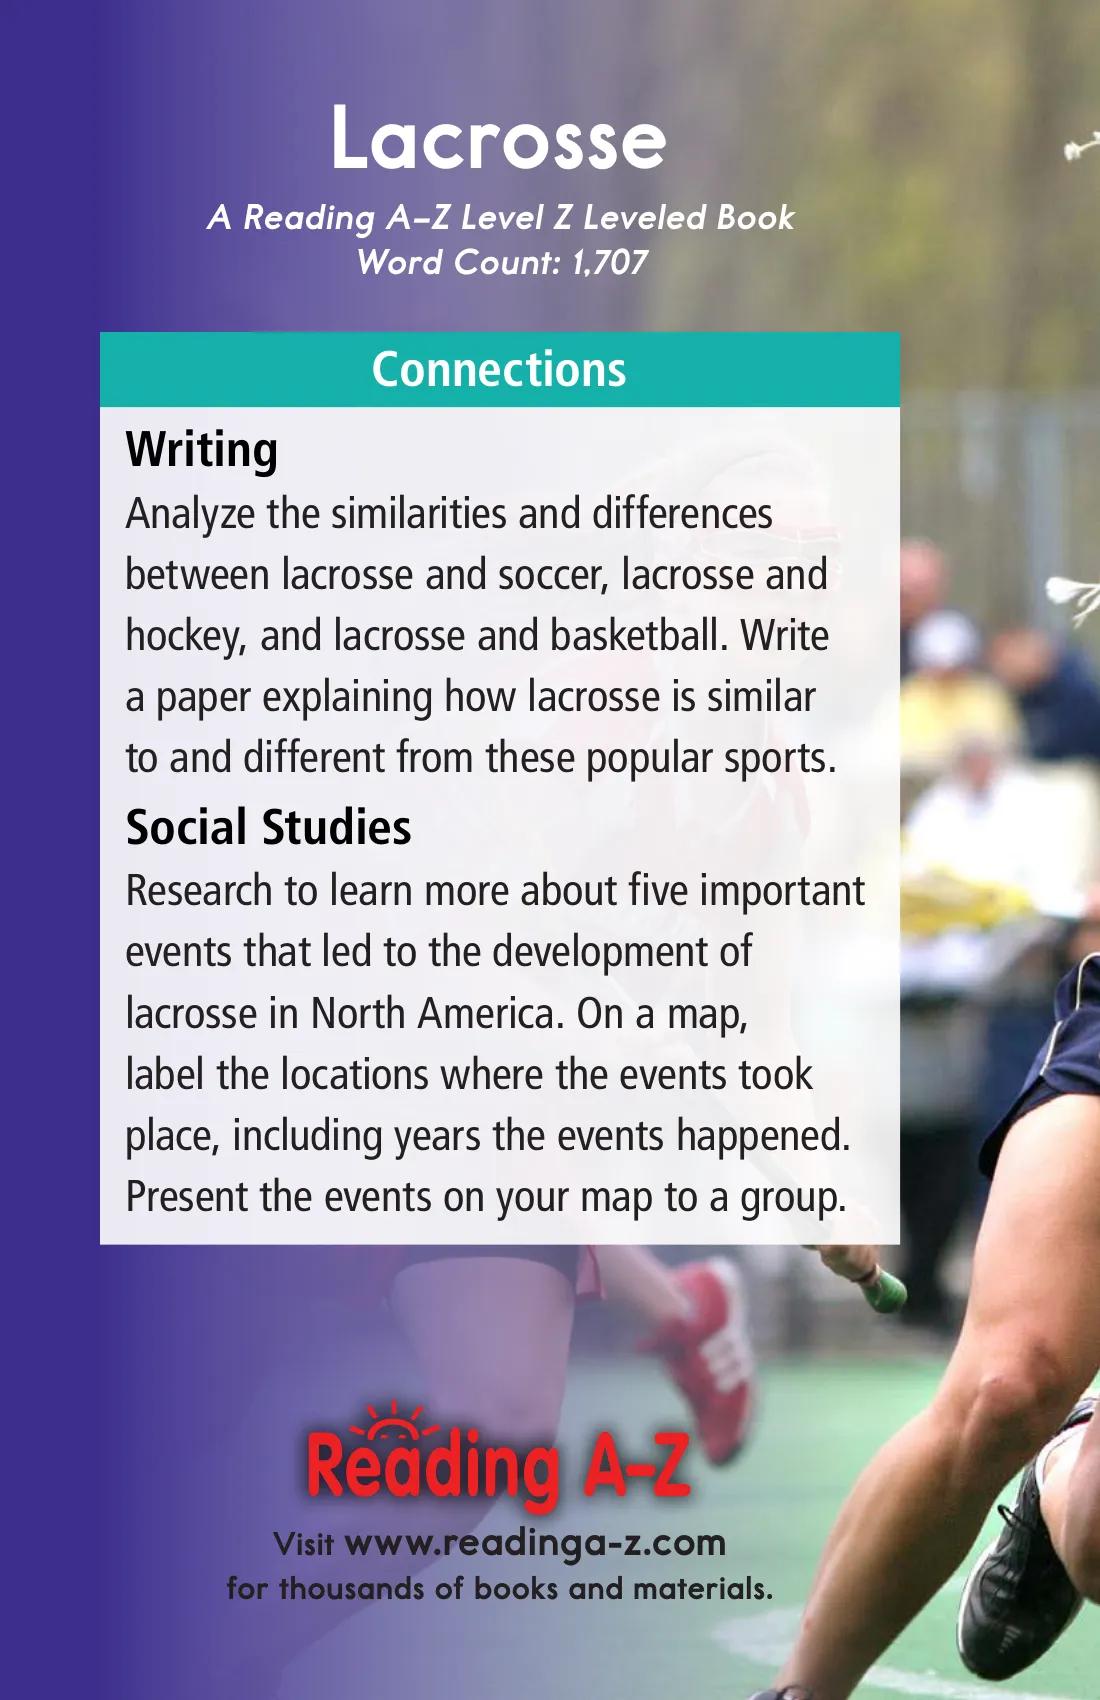 Lacrosse
A Reading A–Z Level Z Leveled Book
Word Count: 1,707
Connections
Writing
Analyze the similarities and differences
between lacrosse and soccer, lacrosse and
hockey, and lacrosse and basketball. Write
a paper explaining how lacrosse is similar
to and different from these popular sports.
Social Studies
Research to learn more about five important
events that led to the development of
lacrosse in North America. On a map,
label the locations where the events took
place, including years the events happened.
Present the events on your map to a group.
Reading A–Z
Visit www.readinga-z.com
for thousands of books and materials.